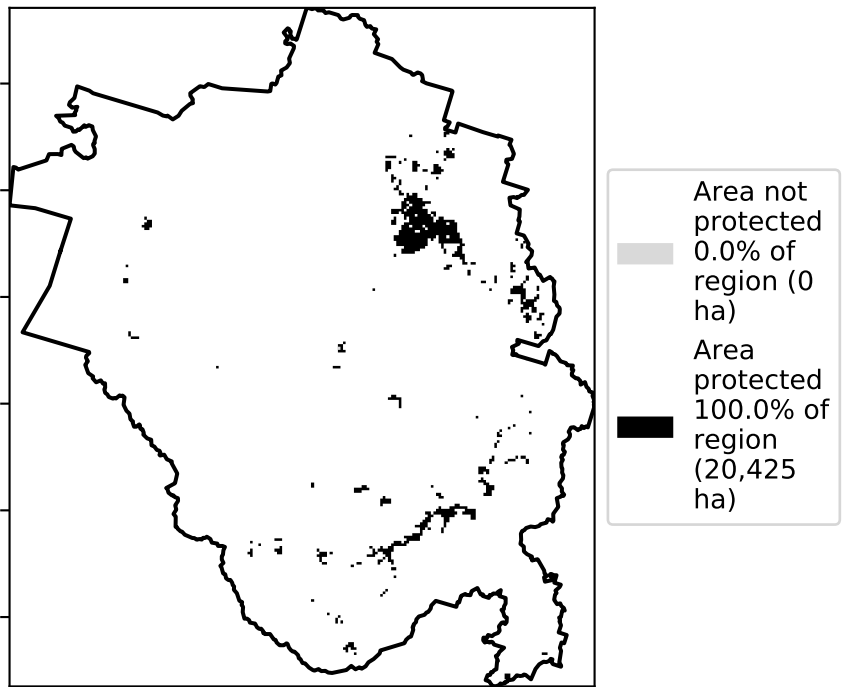 Area not
protected
0.0% of
region (0
ha)
Area
protected
100.0% of
region
(20,425
ha)